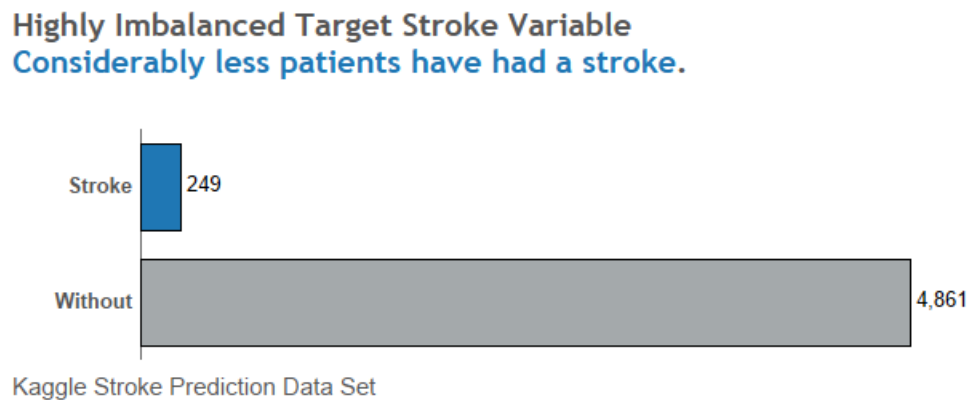 Highly Imbalanced Target Stroke Variable
Considerably less patients have had a stroke.
Stroke 249
Without 4,861
Kaggle Stroke Prediction Data Set